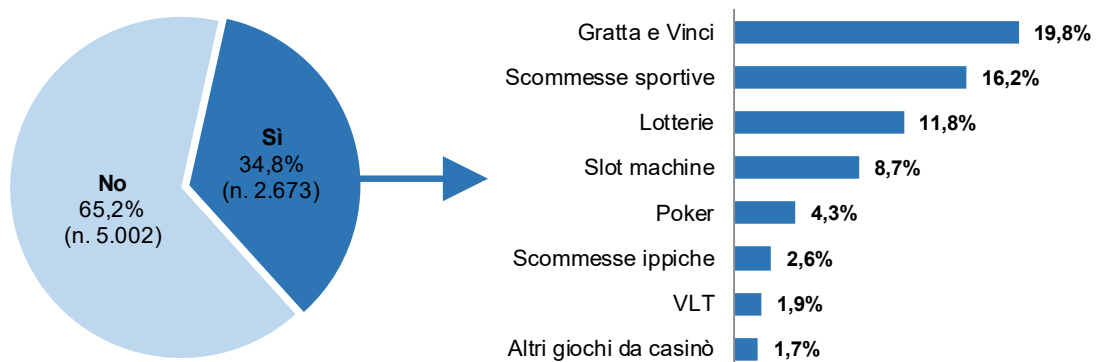 No
65,2%
(n. 5.002)
Sì
34,8%
(n. 2.673)
Gratta e Vinci 19,8%
Scommesse sportive 16,2%
Lotterie 11,8%
Slot machine 8,7%
Poker 4,3%
Scommesse ippiche 2,6%
VLT 1,9%
Altri giochi da casinò 1,7%